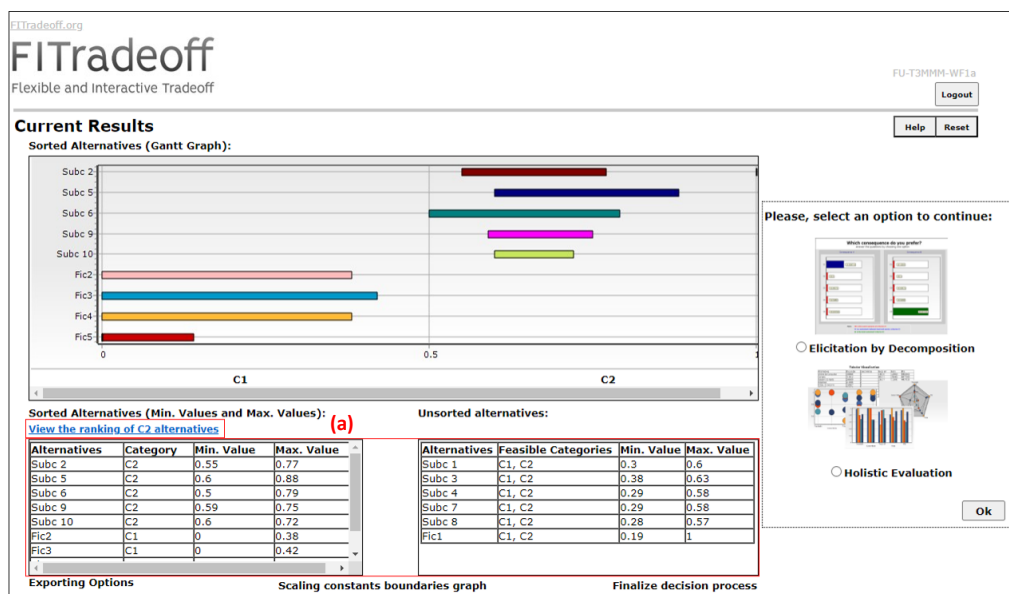 FITradeoff.org
FITradeoff
Flexible and Interactive Tradeoff
FU-T3MMM-WF1a
Logout
Current Results
Help Reset
Sorted Alternatives (Gantt Graph):
Subc 2
Subc 5
Subc 6
Subc 9
Subc 10
Fic2
Fic3
Fic4
Fic5
0 0.5 1
C1 C2
Please, select an option to continue:
Which consequence do you prefer?
Elicitation by Decomposition
Holistic Evaluation
Ok
Sorted Alternatives (Min. Values and Max. Values): Unsorted alternatives:
View the ranking of C2 alternatives (a)
Alternatives Category Min. Value Max. Value
Subc 2 C2 0.55 0.77
Subc 5 C2 0.6 0.88
Subc 6 C2 0.5 0.79
Subc 9 C2 0.59 0.75
Subc 10 C2 0.6 0.72
Fic2 C1 0 0.38
Fic3 C1 0 0.42
Alternatives Feasible Categories Min. Value Max. Value
Subc 1 C1, C2 0.3 0.6
Subc 3 C1, C2 0.38 0.63
Subc 4 C1, C2 0.29 0.58
Subc 7 C1, C2 0.29 0.58
Subc 8 C1, C2 0.28 0.57
Fic1 C1, C2 0.19 1
Exporting Options Scaling constants boundaries graph Finalize decision process